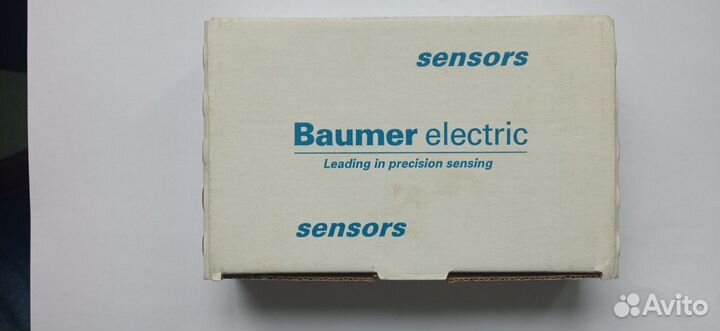 sensors
Baumer electric
Leading in precision sensing
sensors
Avito